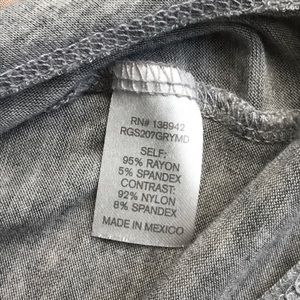 RN# 138942
RGS207GRYMD
SELF:
95% RAYON
5% SPANDEX
CONTRAST:
92% NYLON
8% SPANDEX
MADE IN MEXICO